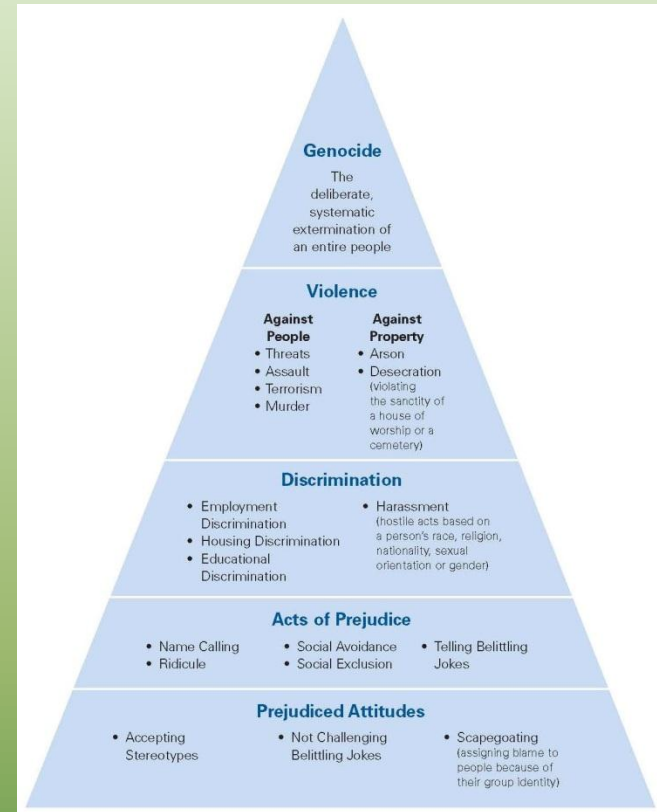 Genocide
The
deliberate,
systematic
extermination of
an entire people
Violence
Against
People
• Threats
• Assault
• Terrorism
• Murder
Against
Property
• Arson
• Desecration
(violating
the sanctity of
a house of
worship or a
cemetery)
Discrimination
• Employment
Discrimination
• Housing Discrimination
• Educational
Discrimination
• Harassment
(hostile acts based on
a person's race, religion,
nationality, sexual
orientation or gender)
Acts of Prejudice
• Name Calling
• Ridicule
• Social Avoidance
• Social Exclusion
• Telling Belittling
Jokes
Prejudiced Attitudes
• Accepting
Stereotypes
• Not Challenging
Belittling Jokes
• Scapegoating
(assigning blame to
people because of
their group identity)